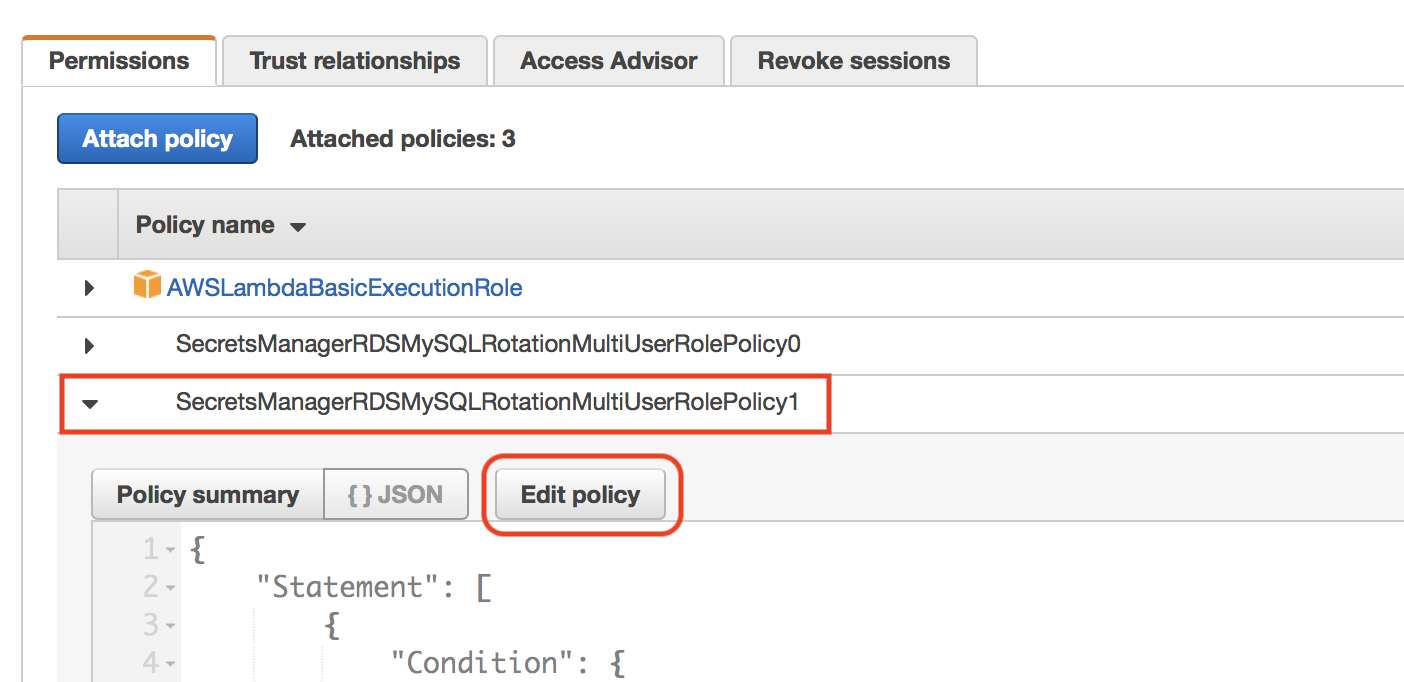 Permissions Trust relationships Access Advisor Revoke sessions
Attach policy Attached policies: 3
Policy name
AWSLambdaBasicExecutionRole
SecretsManagerRDSMySQLRotationMultiUserRolePolicy0
SecretsManagerRDSMySQLRotationMultiUserRolePolicy1
Policy summary { } JSON Edit policy
1 {
2 "Statement": [
3 {
4 "Condition": {